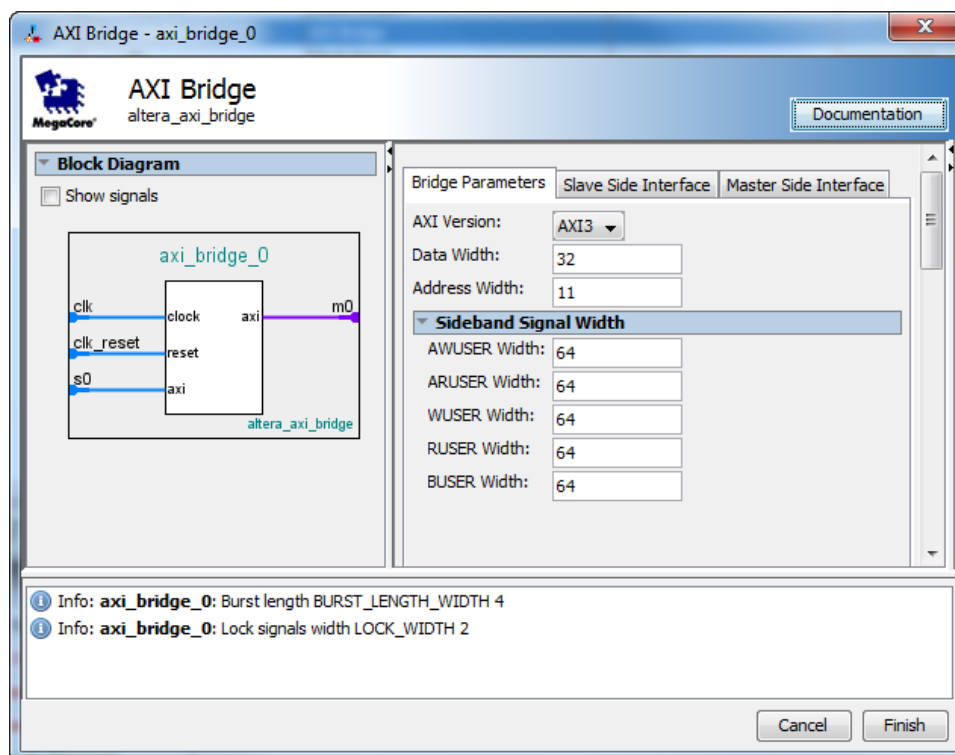 AXI Bridge - axi_bridge_0
AXI Bridge
altera_axi_bridge
MegaCore®
Documentation
Block Diagram
Show signals
axi_bridge_0
clk
clock
axi
m0
clk_reset
reset
s0
axi
altera_axi_bridge
Bridge Parameters
Slave Side Interface
Master Side Interface
AXI Version: AXI3
Data Width: 32
Address Width: 11
Sideband Signal Width
AWUSER Width: 64
ARUSER Width: 64
WUSER Width: 64
RUSER Width: 64
BUSER Width: 64
Info: axi_bridge_0: Burst length BURST_LENGTH_WIDTH 4
Info: axi_bridge_0: Lock signals width LOCK_WIDTH 2
Cancel
Finish